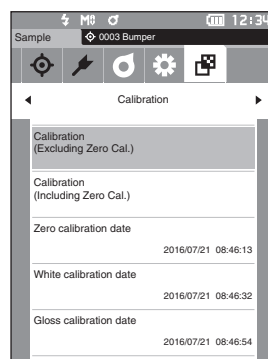 M 12:34
Sample 0003 Bumper
Calibration
Calibration
(Excluding Zero Cal.)
Calibration
(Including Zero Cal.)
Zero calibration date
2016/07/21 08:46:13
White calibration date
2016/07/21 08:46:32
Gloss calibration date
2016/07/21 08:46:54